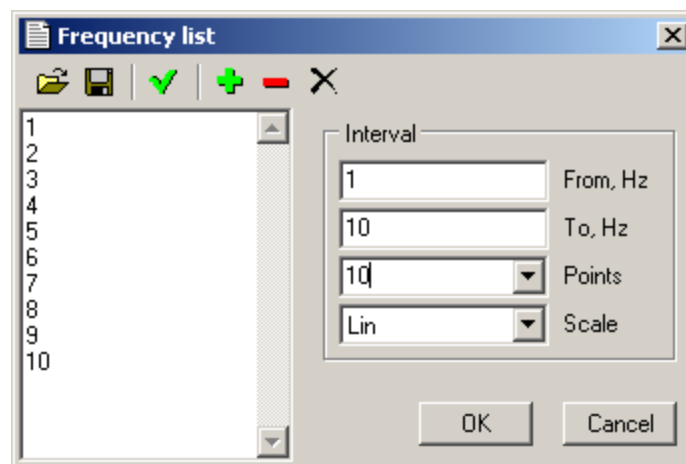 Frequency list
1
2
3
4
5
6
7
8
9
10
Interval
1 From, Hz
10 To, Hz
10 Points
Lin Scale
OK Cancel